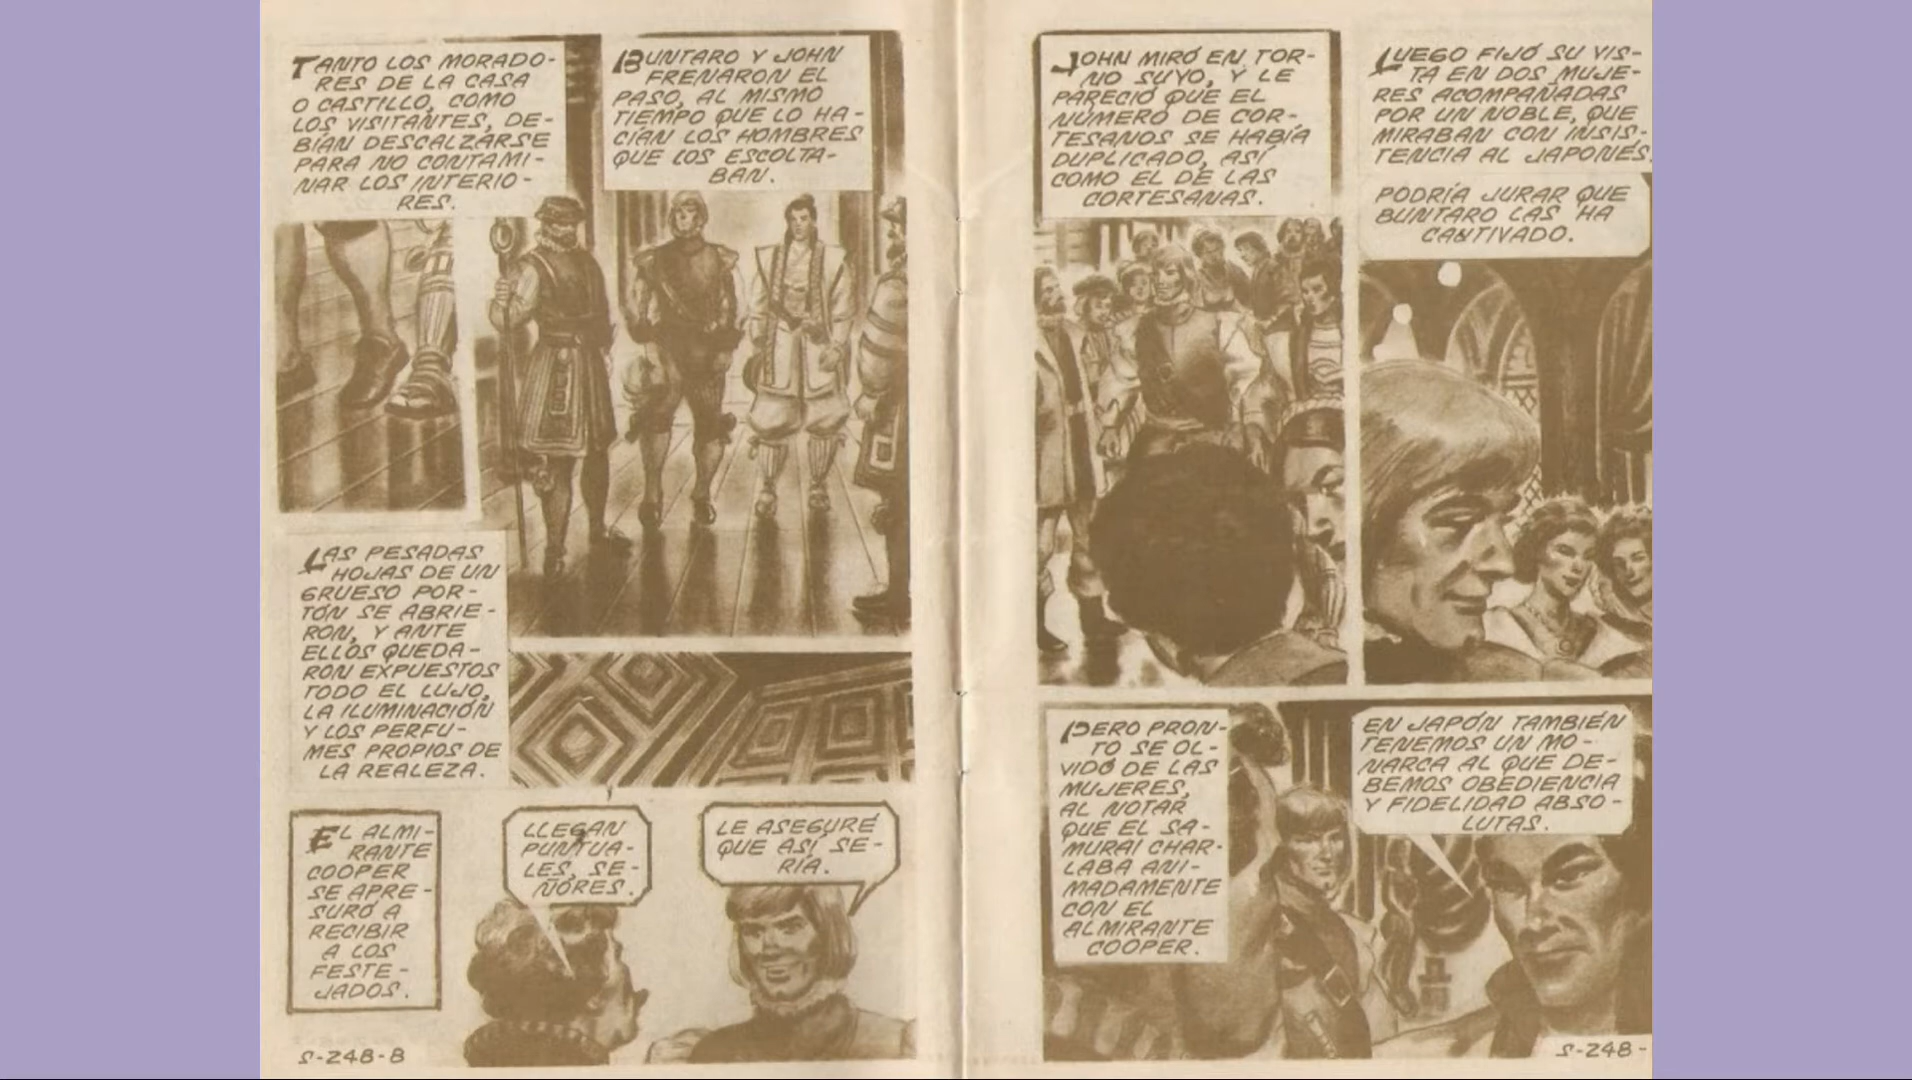 TANTO LOS MORADO-
RES DE LA CASA
O CASTILLO, COMO
LOS VISITANTES, DE-
BÍAN DESCALZARSE
PARA NO CONTAMI-
NAR LOS INTERIO-
RES.
BUNTARO Y JOHN
FRENARON EL
PASO, AL MISMO
TIEMPO QUE LO HA-
CÍAN LOS HOMBRES
QUE LOS ESCOLTA-
BAN.
LAS PESADAS
HOJAS DE UN
GRUESO POR-
TÓN SE ABRIE-
RON, Y ANTE
ELLOS QUEDA-
RON EXPUESTOS
TODO EL LUJO,
LA ILUMINACIÓN
Y LOS PERFU-
MES PROPIOS DE
LA REALEZA.
EL ALMI-
RANTE
COOPER
SE APRE-
SURÓ A
RECIBIR
A LOS
FESTE-
JADOS.
LLEGAN
PUNTUA-
LES, SE-
ÑORES.
LE ASEGURÉ
QUE ASÍ SE-
RÍA.
S-248-8
JOHN MIRÓ EN TOR-
NO SUYO, Y LE
PARECIÓ QUE EL
NÚMERO DE COR-
TESANOS SE HABÍA
DUPLICADO, ASÍ
COMO EL DE LAS
CORTESANAS.
LUEGO FIJÓ SU VIS-
TA EN DOS MUJE-
RES ACOMPAÑADAS
POR UN NOBLE, QUE
MIRABAN CON INSIS-
TENCIA AL JAPONÉS.
PODRÍA JURAR QUE
BUNTARO LAS HA
CAUTIVADO.
PERO PRON-
TO SE OL-
VIDÓ DE LAS
MUJERES,
AL NOTAR
QUE EL SA-
MURAI CHAR-
LABA ANI-
MADAMENTE
CON EL
ALMIRANTE
COOPER.
EN JAPÓN TAMBIÉN
TENEMOS UN MO-
NARCA AL QUE DE-
BEMOS OBEDIENCIA
Y FIDELIDAD ABSO-
LUTAS.
S-248-